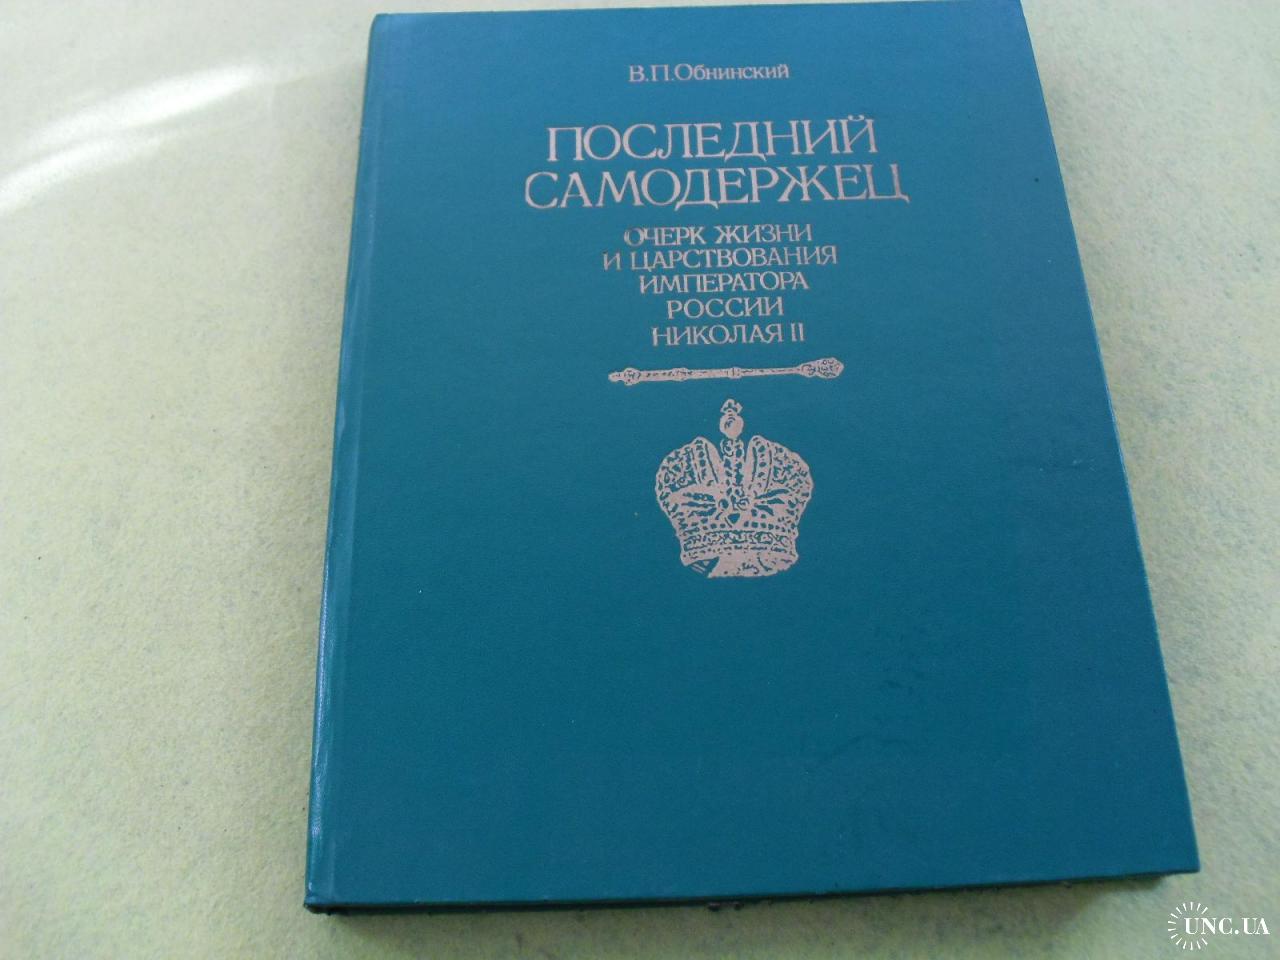 В.П.Обнинский
ПОСЛЕДНИЙ
САМОДЕРЖЕЦ
ОЧЕРК ЖИЗНИ
И ЦАРСТВОВАНИЯ
ИМПЕРАТОРА
РОССИИ
НИКОЛАЯ II
UNC.UA